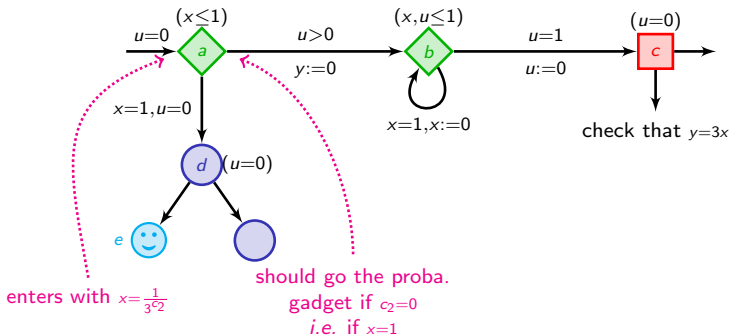 (x≤1)
(x,u≤1)
(u=0)
u=0
a
u>0
y:=0
b
u=1
u:=0
c
x=1,u=0
x=1,x:=0
check that y=3x
d
(u=0)
e
enters with x=1/3^c₂
should go the proba.
gadget if c₂=0
i.e. if x=1